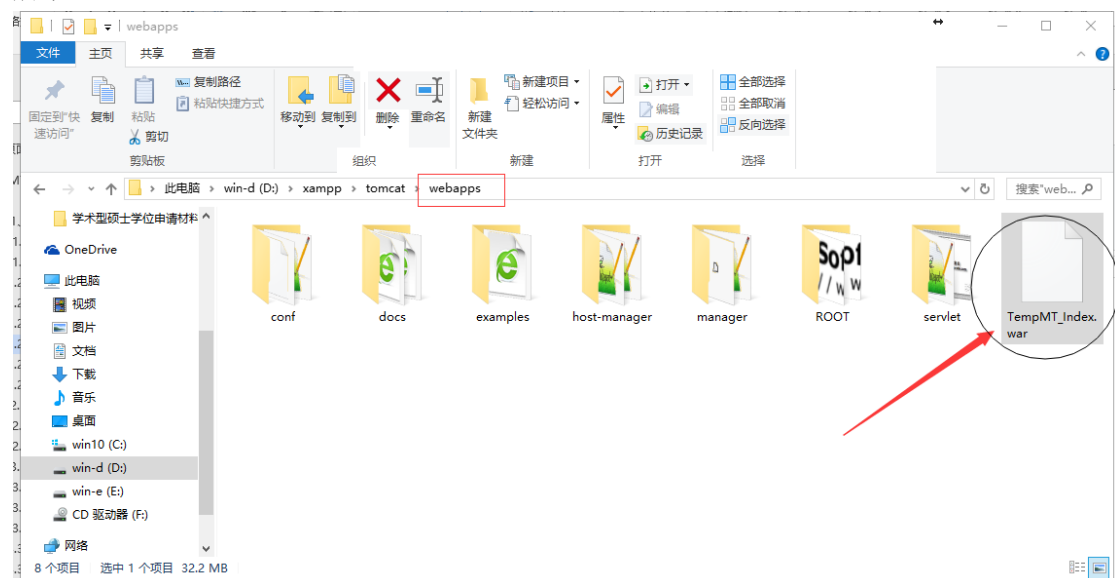 webapps
文件 主页 共享 查看
固定到"快速访问"
复制
粘贴
复制路径
粘贴快捷方式
剪切
移动到 复制到
删除 重命名
新建
文件夹
新建项目
轻松访问
属性
打开
编辑
历史记录
全部选择
全部取消
反向选择
剪贴板 组织 新建 打开 选择
此电脑 › win-d (D:) › xampp › tomcat › webapps
搜索"web...
学术型硕士学位申请材料
OneDrive
此电脑
视频
图片
文档
下载
音乐
桌面
win10 (C:)
win-d (D:)
win-e (E:)
CD 驱动器 (F:)
网络
conf docs examples host-manager manager ROOT servlet TempMT_Index.
war
8 个项目 选中 1 个项目 32.2 MB